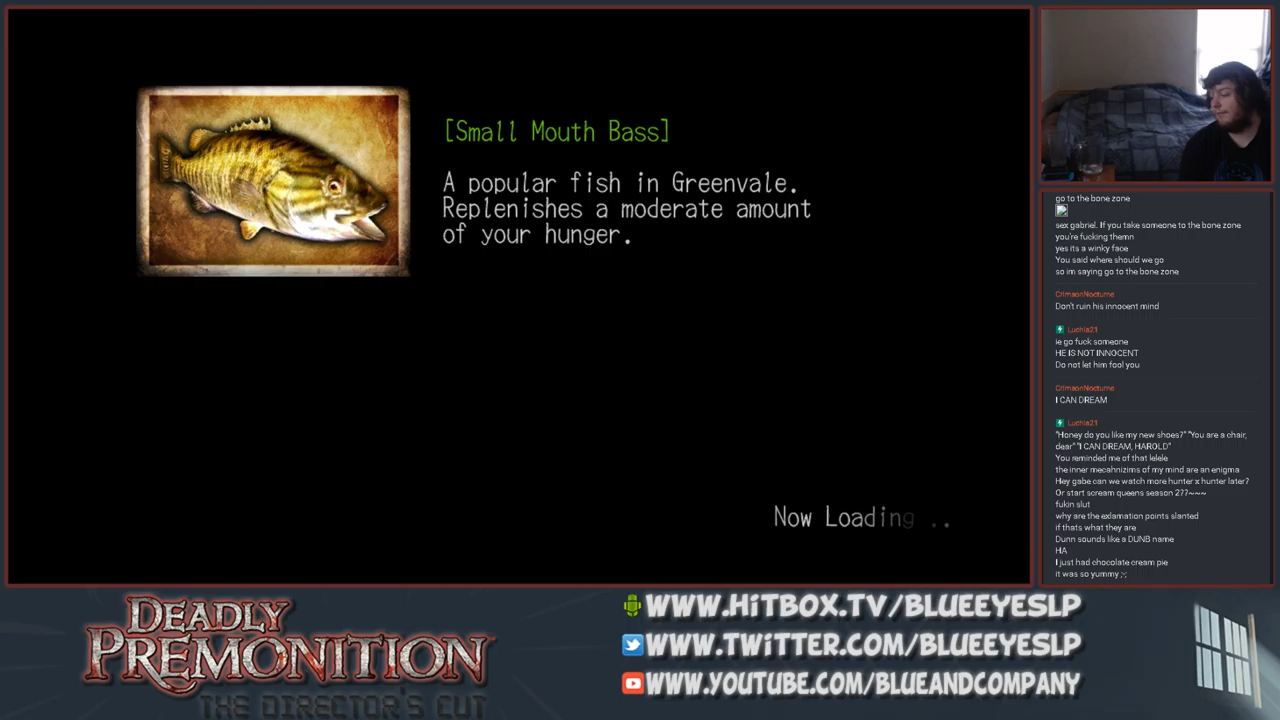 [Small Mouth Bass]
A popular fish in Greenvale.
Replenishes a moderate amount
of your hunger.
Now Loading ..
go to the bone zone
sex gabriel. If you take someone to the bone zone
you're fucking themn
yes its a winky face
You said where should we go
so im saying go to the bone zone
CrimsonNocturne
Don't ruin his innocent mind
Luchia21
ie go fuck someone
HE IS NOT INNOCENT
Do not let him fool you
CrimsonNocturne
I CAN DREAM
Luchia21
"Honey do you like my new shoes?" "You are a chair,
dear" "I CAN DREAM, HAROLD"
You reminded me of that lelele
the inner mecahnizims of my mind are an enigma
Hey gabe can we watch more hunter x hunter later?
Or start scream queens season 2??~~~
fukin slut
why are the exlamation points slanted
if thats what they are
Dunn sounds like a DUNB name
HA
I just had chocolate cream pie
it was so yummy ;-;
DEADLY
PREMONITION
THE DIRECTOR'S CUT
WWW.HITBOX.TV/BLUEEYESLP
WWW.TWITTER.COM/BLUEEYESLP
WWW.YOUTUBE.COM/BLUEANDCOMPANY